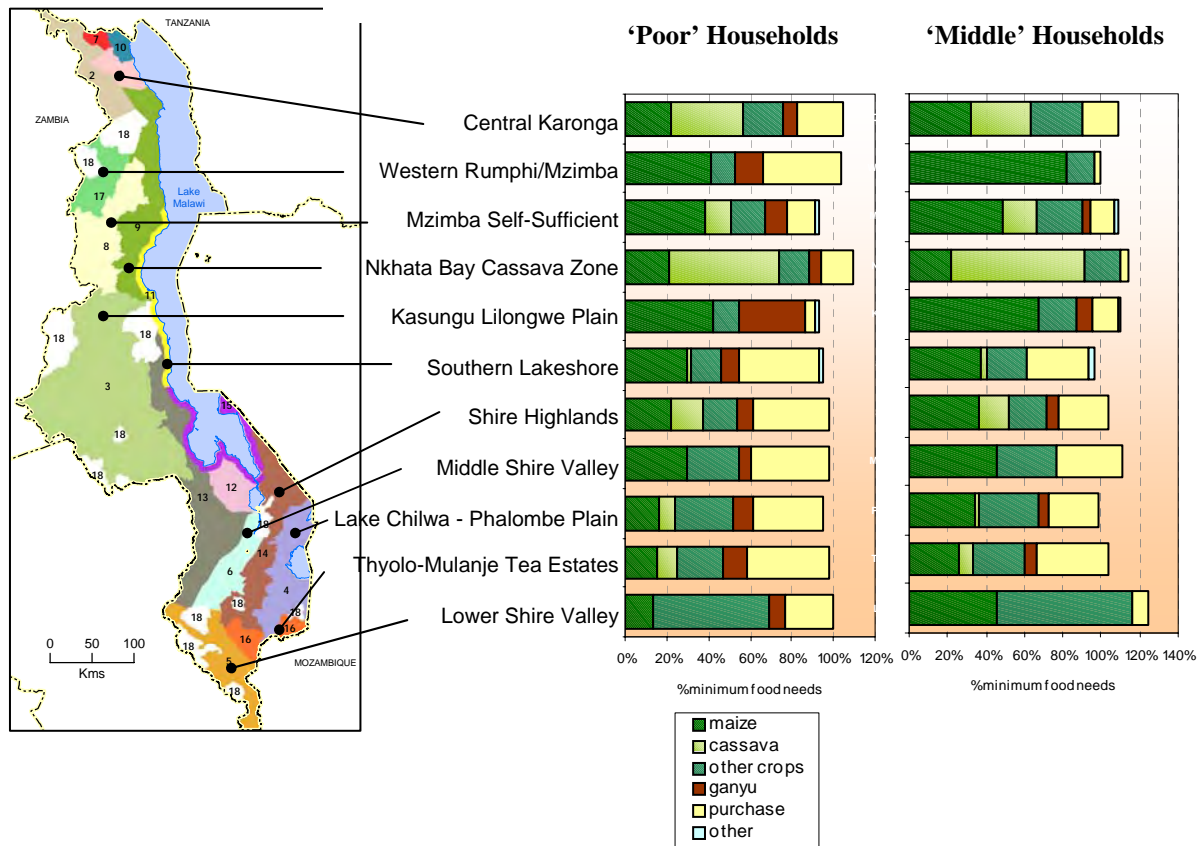 TANZANIA
ZAMBIA
Lake
Malawi
MOZAMBIQUE
7
10
2
18
18
17
9
8
11
18
18
3
15
18
18
13
12
18
14
6
4
18
18
18
16
16
18
5
18
0 50 100
Kms
‘Poor’ Households
‘Middle’ Households
Central Karonga
Western Rumphi/Mzimba
Mzimba Self-Sufficient
Nkhata Bay Cassava Zone
Kasungu Lilongwe Plain
Southern Lakeshore
Shire Highlands
Middle Shire Valley
Lake Chilwa - Phalombe Plain
Thyolo-Mulanje Tea Estates
Lower Shire Valley
0% 20% 40% 60% 80% 100% 120%
0% 20% 40% 60% 80% 100% 120% 140%
%minimum food needs
%minimum food needs
maize
cassava
other crops
ganyu
purchase
other